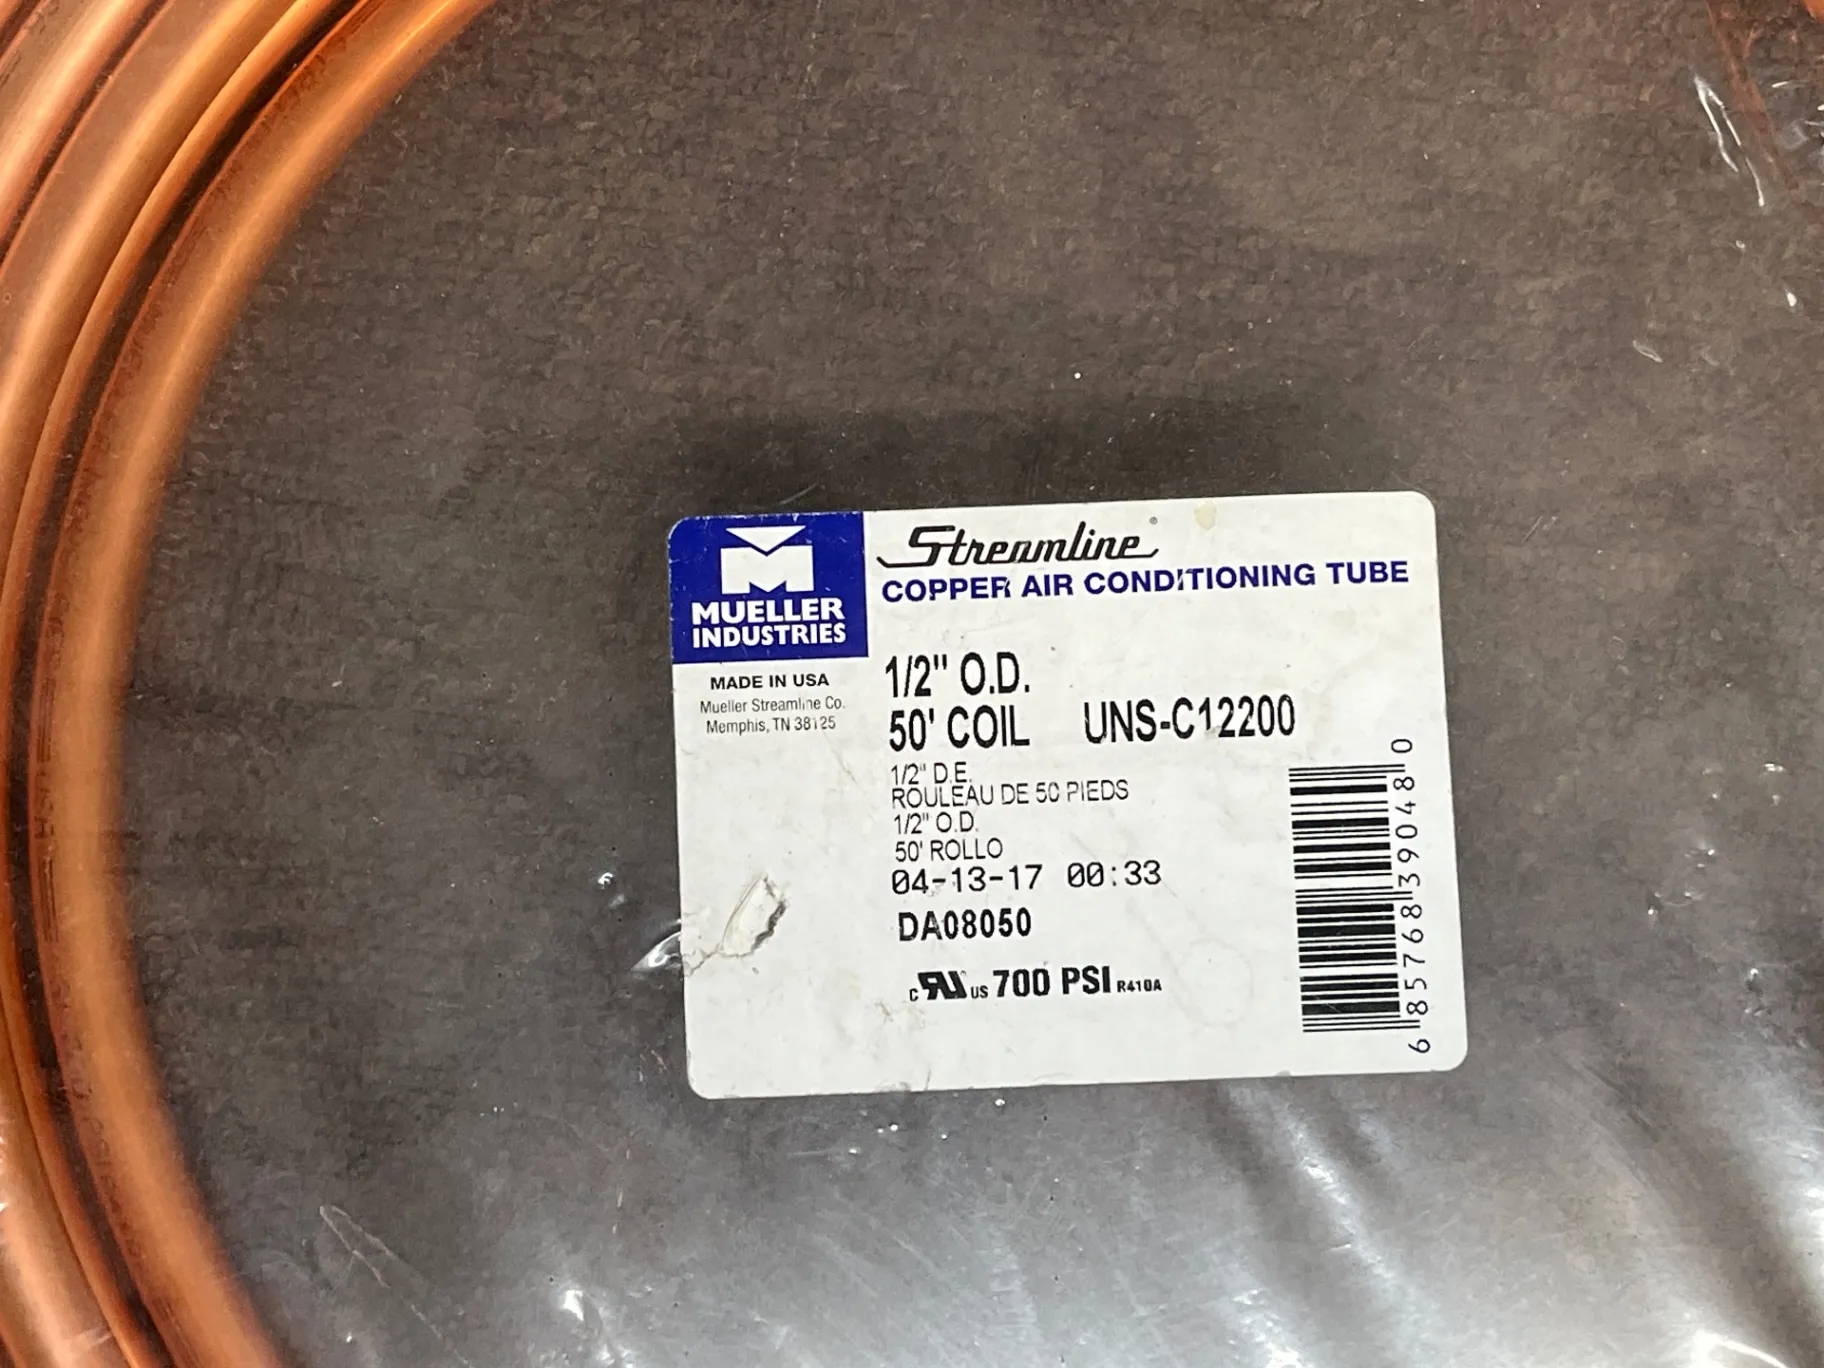 MUELLER
INDUSTRIES
MADE IN USA
Mueller Streamline Co.
Memphis, TN 38125
Streamline®
COPPER AIR CONDITIONING TUBE
1/2" O.D.
50' COIL UNS-C12200
1/2" D.E.
ROULEAU DE 50 PIEDS
1/2" O.D.
50' ROLLO
04-13-17 00:33
DA08050
c RU us 700 PSI R410A
6 85768 39048 0